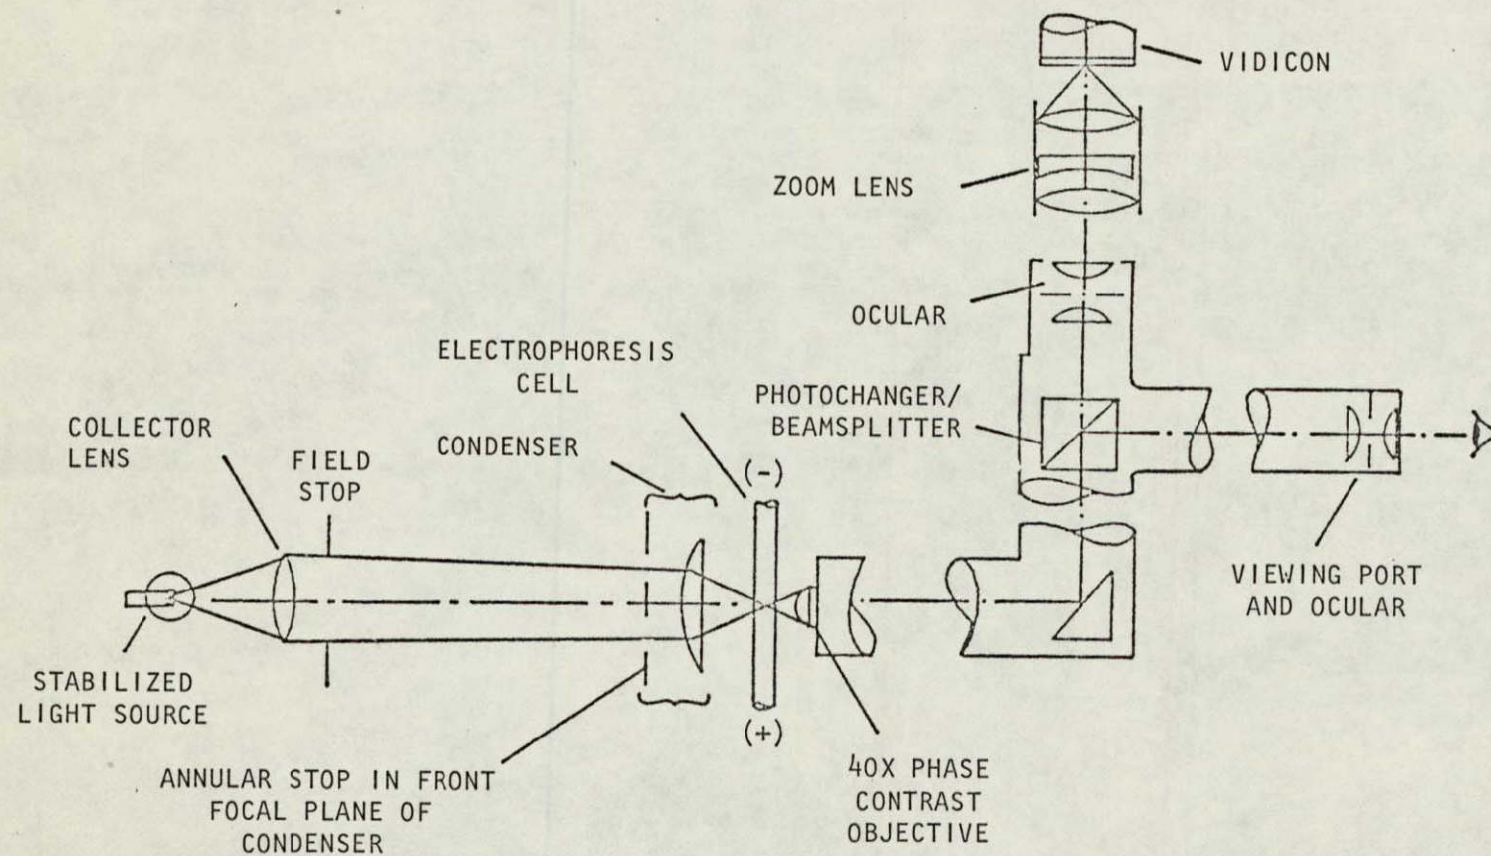 VIDICON
ZOOM LENS
OCULAR
ELECTROPHORESIS
CELL
PHOTOCHANGER/
BEAMSPLITTER
COLLECTOR
LENS
FIELD
STOP
CONDENSER
(-)
VIEWING PORT
AND OCULAR
STABILIZED
LIGHT SOURCE
(+)
ANNULAR STOP IN FRONT
FOCAL PLANE OF
CONDENSER
40X PHASE
CONTRAST
OBJECTIVE